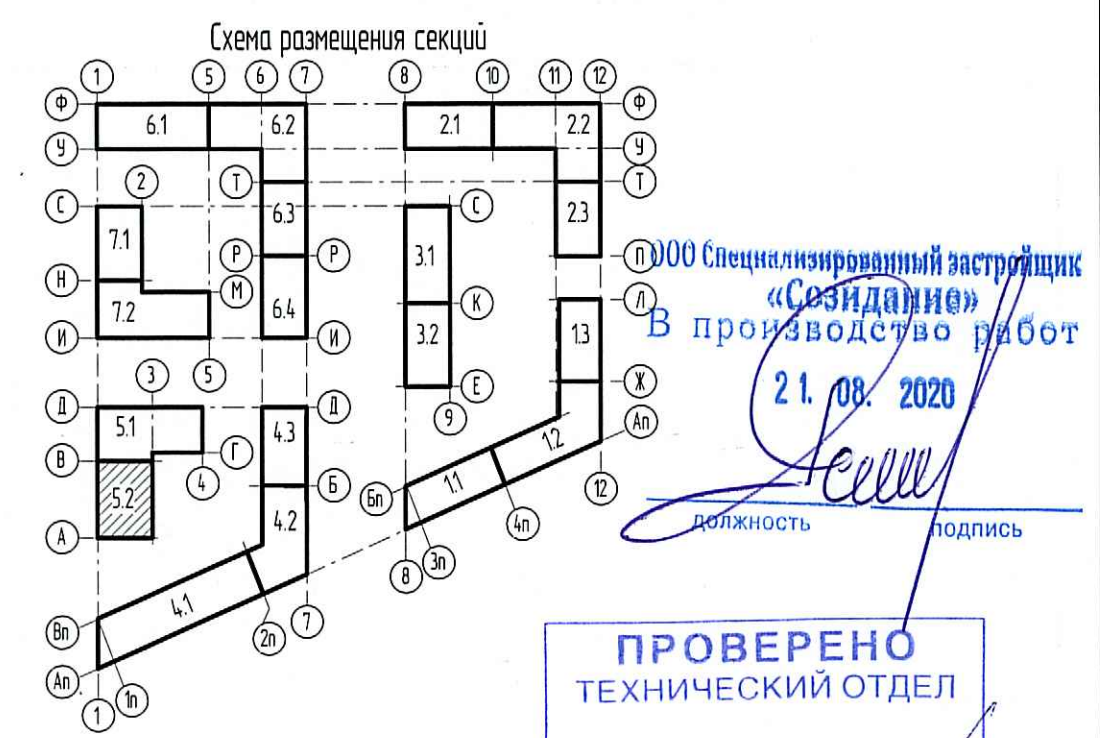 Схема размещения секций
1 5 6 7 8 10 11 12
Ф 6.1 6.2 2.1 2.2 Ф
У У
2 Т Т
С 7.1 6.3 С 3.1 2.3
Р Р П
ООО Специализированный застройщик
«Созидание»
В производство работ
21. 08. 2020
должность подпись
Н М К Л
7.2 6.4 3.2 1.3
И И
3 5 Е Ж
9
Д 5.1 4.3 Д 1.2 Ап
В 4 Г
5.2 Б Бп 1.1 12
4.2 4п
А 3п
8
4.1
Вп 2п 7
Ап 1п
1
ПРОВЕРЕНО
ТЕХНИЧЕСКИЙ ОТДЕЛ